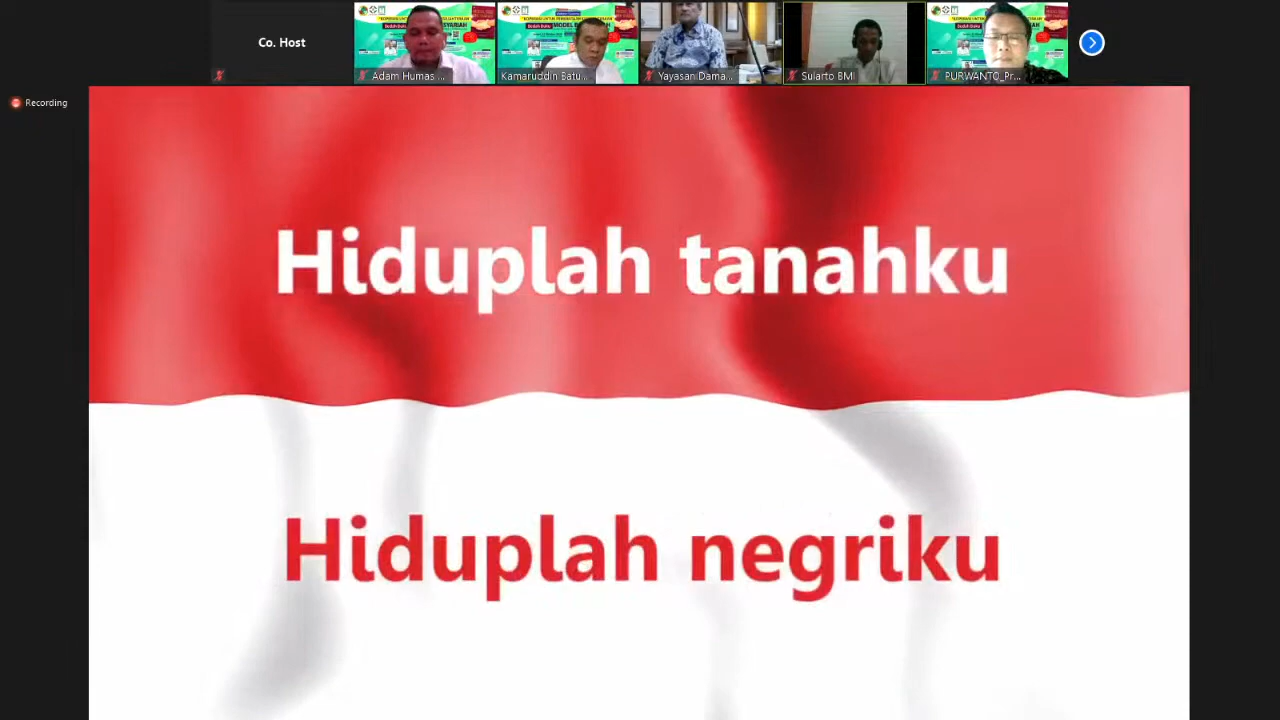 Co. Host
Adam Humas ...
Kamaruddin Batu...
Yayasan Dama...
Sularto BMI
PURWANTO_Pr...
Recording
Hiduplah tanahku
Hiduplah negriku